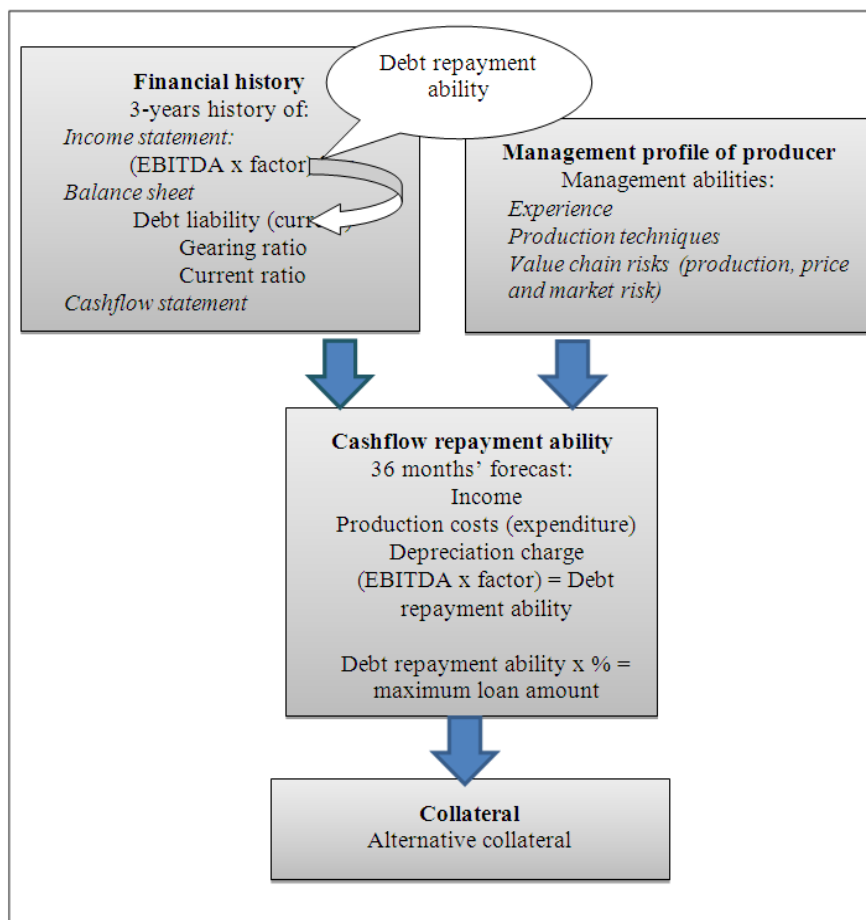 Debt repayment
ability
Financial history
3-years history of:
Income statement:
(EBITDA x factor)
Balance sheet
Debt liability (curr
Gearing ratio
Current ratio
Cashflow statement
Management profile of producer
Management abilities:
Experience
Production techniques
Value chain risks (production, price
and market risk)
Cashflow repayment ability
36 months’ forecast:
Income
Production costs (expenditure)
Depreciation charge
(EBITDA x factor) = Debt
repayment ability
Debt repayment ability x % =
maximum loan amount
Collateral
Alternative collateral